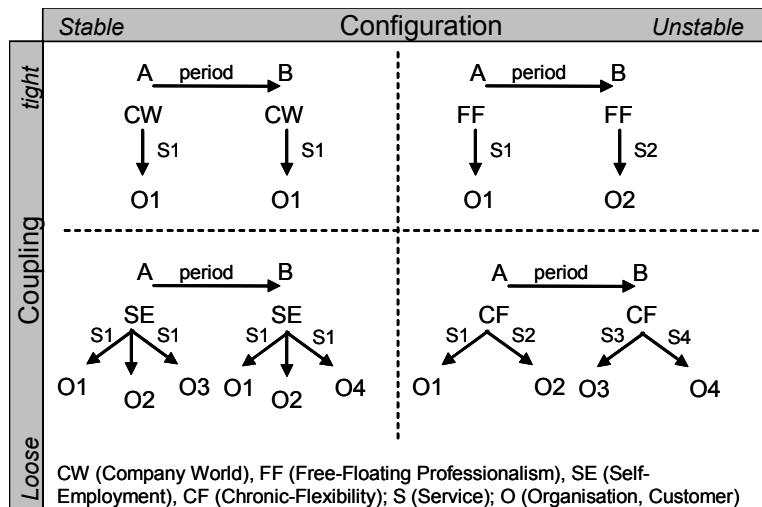 Stable Configuration Unstable
tight
Coupling
Loose
A period B
CW CW
S1 S1
O1 O1
A period B
FF FF
S1 S2
O1 O2
A period B
SE SE
S1 S1 S1 S1
O1 O2 O3 O1 O2 O4
A period B
CF CF
S1 S2 S3 S4
O1 O2 O3 O4
CW (Company World), FF (Free-Floating Professionalism), SE (Self-
Employment), CF (Chronic-Flexibility); S (Service); O (Organisation, Customer)